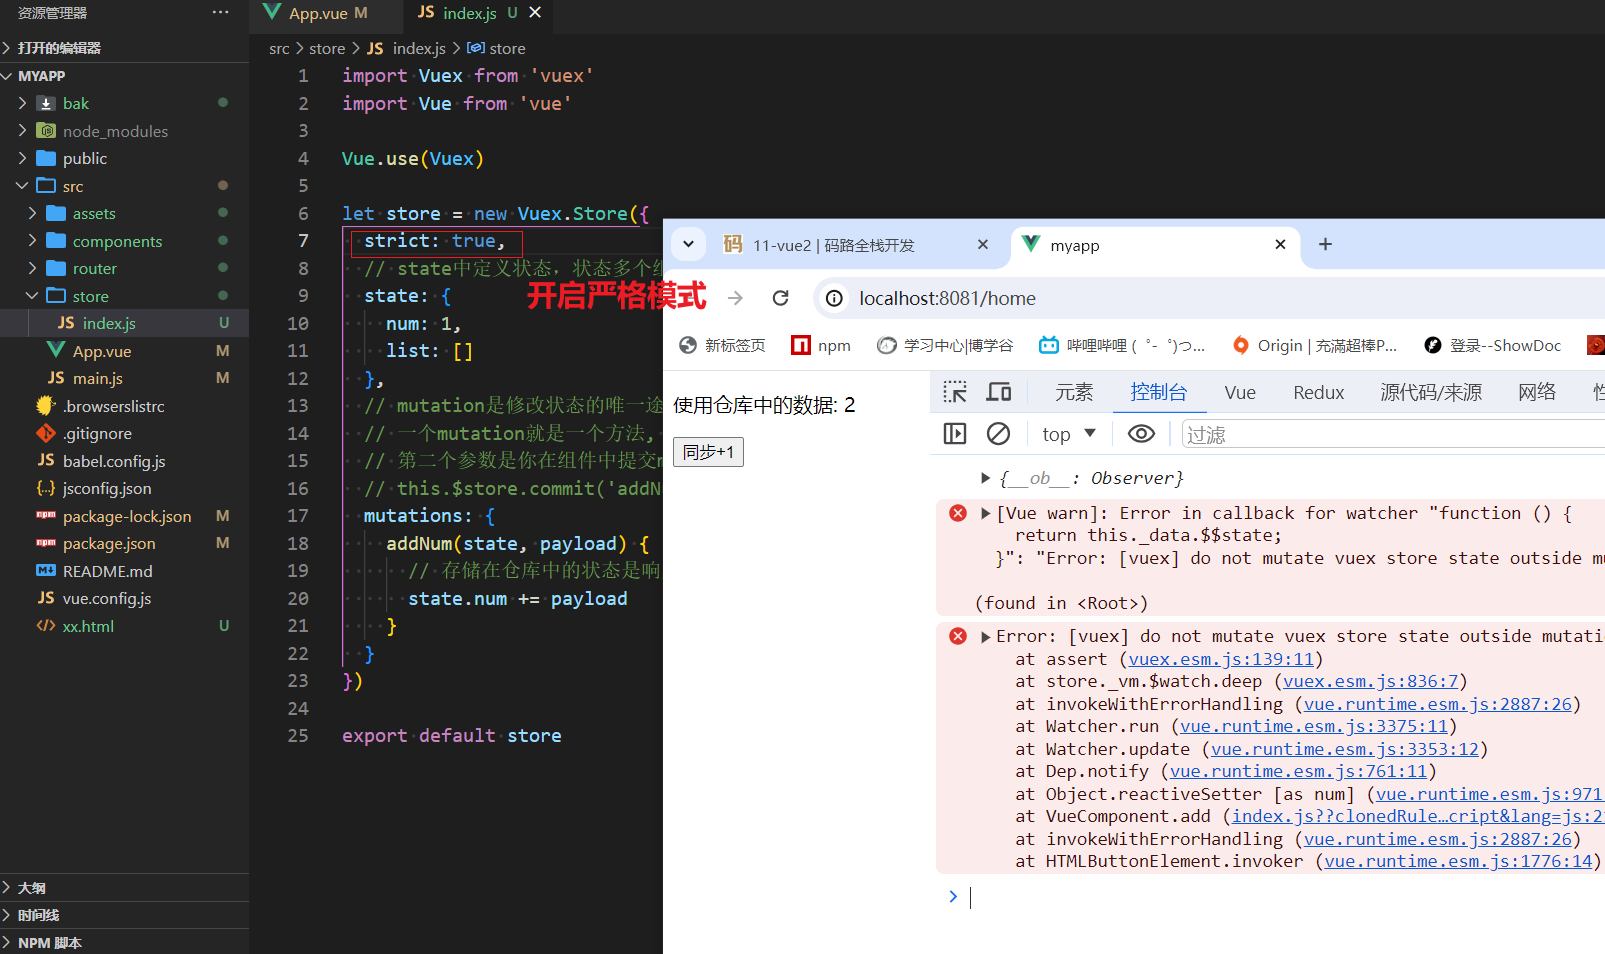 资源管理器
打开的编辑器
MYAPP
bak
node_modules
public
src
assets
components
router
store
JS index.js U
App.vue M
JS main.js M
.browserslistrc
.gitignore
JS babel.config.js
{..} jsconfig.json
package-lock.json M
package.json M
README.md
JS vue.config.js
xx.html U
大纲
时间线
NPM 脚本
App.vue M
JS index.js U
src > store > JS index.js > store
1 import Vuex from 'vuex'
2 import Vue from 'vue'
3
4 Vue.use(Vuex)
5
6 let store = new Vuex.Store({
7 strict: true,
8 // state中定义状态，状态多个
9 state: {
10 num: 1,
11 list: []
12 },
13 // mutation是修改状态的唯一途
14 // 一个mutation就是一个方法,
15 // 第二个参数是你在组件中提交
16 // this.$store.commit('addN
17 mutations: {
18 addNum(state, payload) {
19 // 存储在仓库中的状态是响
20 state.num += payload
21 }
22 }
23 })
24
25 export default store
开启严格模式
码 11-vue2 | 码路全栈开发
myapp
localhost:8081/home
新标签页
npm
学习中心|博学谷
哔哩哔哩 ( ゜- ゜)つ...
Origin | 充满超棒P...
登录--ShowDoc
使用仓库中的数据: 2
同步+1
元素
控制台
Vue
Redux
源代码/来源
网络
top
过滤
{__ob__: Observer}
[Vue warn]: Error in callback for watcher "function () {
return this._data.$$state;
}": "Error: [vuex] do not mutate vuex store state outside mu
(found in <Root>)
Error: [vuex] do not mutate vuex store state outside mutati
at assert (vuex.esm.js:139:11)
at store._vm.$watch.deep (vuex.esm.js:836:7)
at invokeWithErrorHandling (vue.runtime.esm.js:2887:26)
at Watcher.run (vue.runtime.esm.js:3375:11)
at Watcher.update (vue.runtime.esm.js:3353:12)
at Dep.notify (vue.runtime.esm.js:761:11)
at Object.reactiveSetter [as num] (vue.runtime.esm.js:971
at VueComponent.add (index.js??clonedRule…cript&lang=js:2
at invokeWithErrorHandling (vue.runtime.esm.js:2887:26)
at HTMLButtonElement.invoker (vue.runtime.esm.js:1776:14)